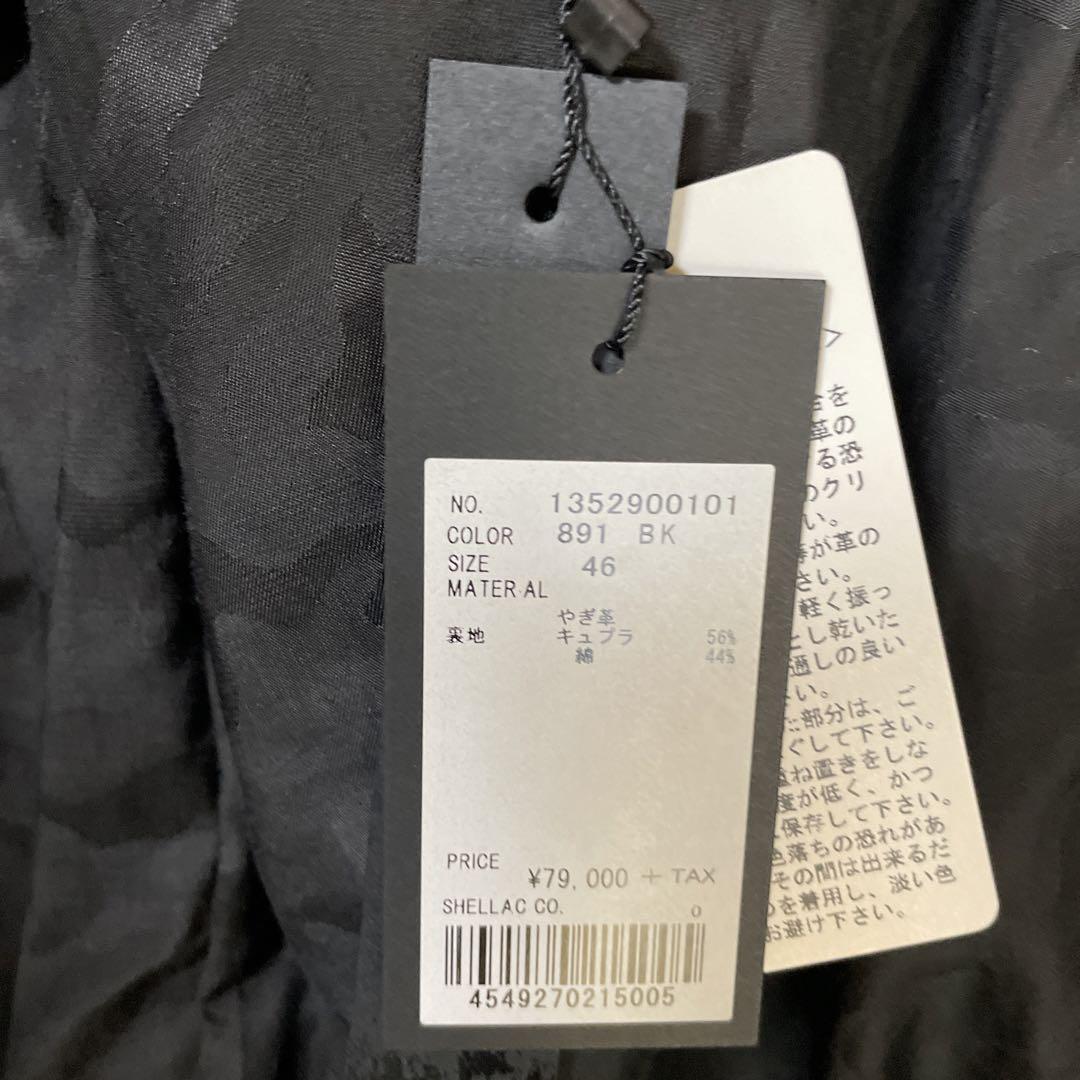 NO. 1352900101
COLOR 891 BK
SIZE 46
MATERIAL
やぎ革
裏地 キュプラ 56%
綿 44%
PRICE ¥79,000 + TAX
SHELLAC CO. 0
4549270215005
>
を
革の
る恐
のクリ
い。
が革の
さい。
軽く振っ
とし乾いた
通しの良い
い。
部分は、ご
ぐして下さい。
ね置きをしな
度が低く、かつ
保存して下さい。
色落ちの恐れがあ
その間は出来るだ
を着用し、淡い色
お避け下さい。